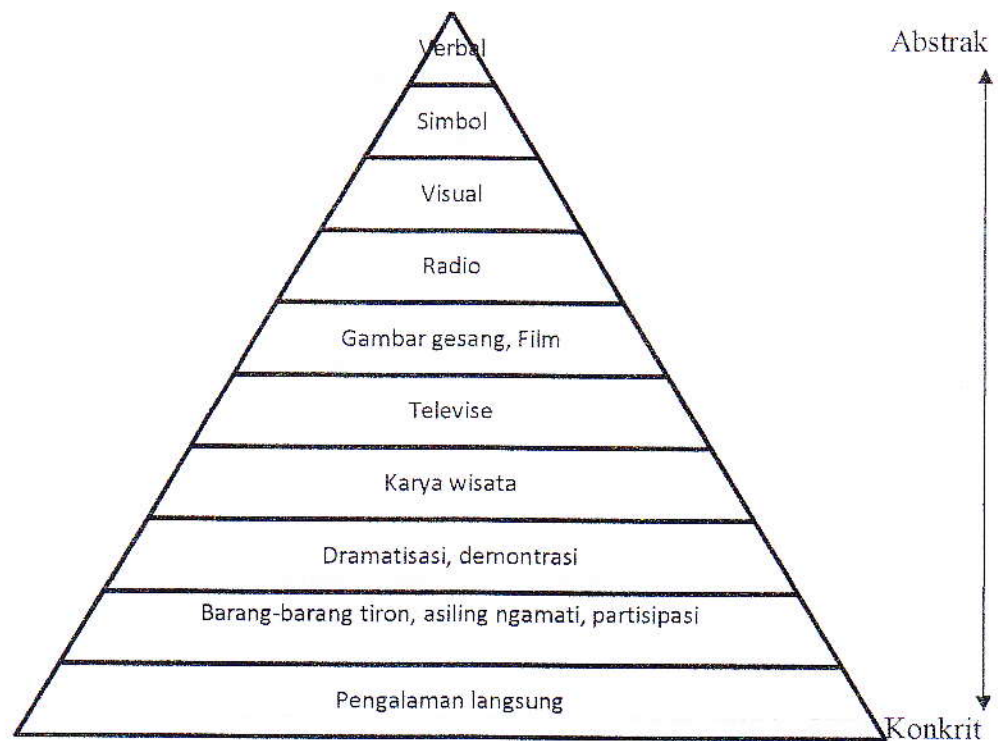 Verbal
Abstrak
Simbol
Visual
Radio
Gambar gesang, Film
Televise
Karya wisata
Dramatisasi, demontrasi
Barang-barang tiron, asiling ngamati, partisipasi
Pengalaman langsung
Konkrit